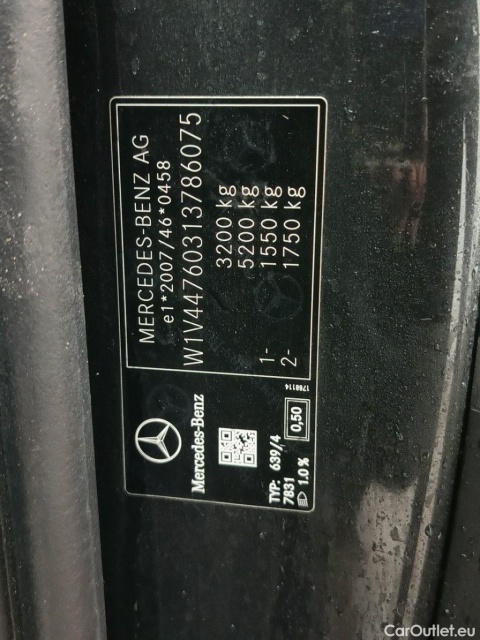 MERCEDES-BENZ AG
e1*2007/46*0458
W1V44760313786075
3200 kg
5200 kg
1- 1550 kg
2- 1750 kg
1768114
Mercedes-Benz
TYP: 639/4
7831
1.0%
0,50
CarOutlet.eu